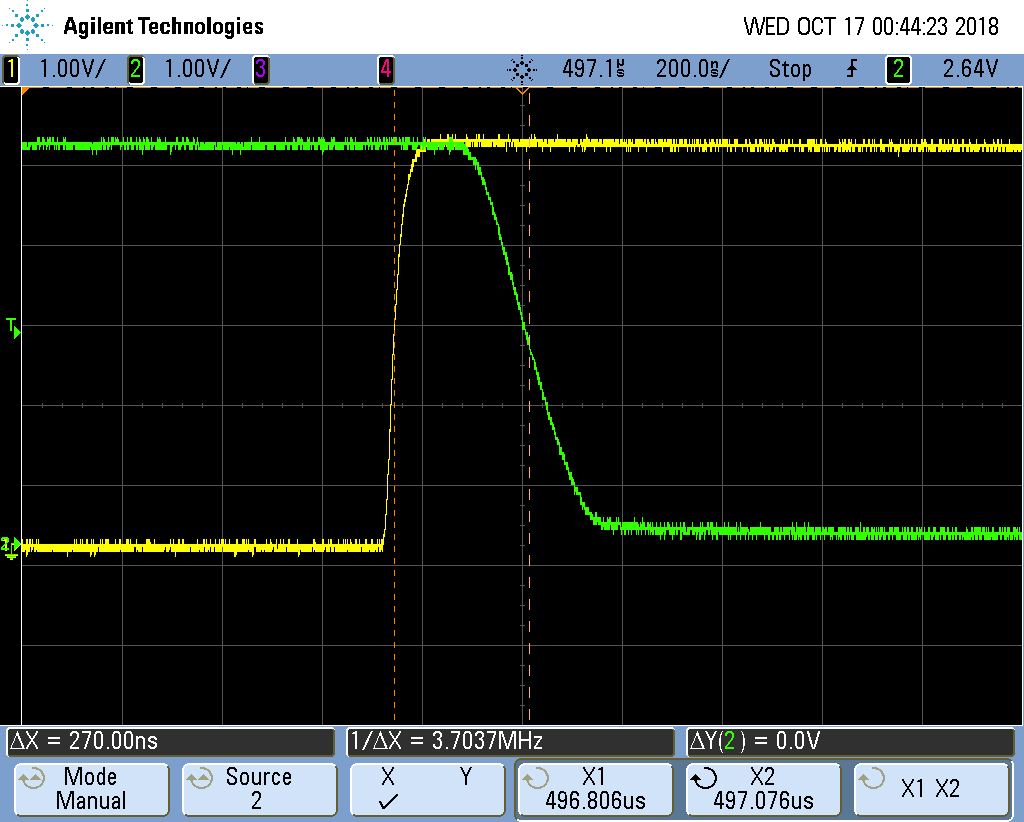 Agilent Technologies WED OCT 17 00:44:23 2018
1 1.00V/ 2 1.00V/ 3 4 497.1µs 200.0ns/ Stop 2 2.64V
T
2
ΔX = 270.00ns 1/ΔX = 3.7037MHz ΔY(2) = 0.0V
Mode Source X Y X1 X2 X1 X2
Manual 2 ✓ 496.806us 497.076us